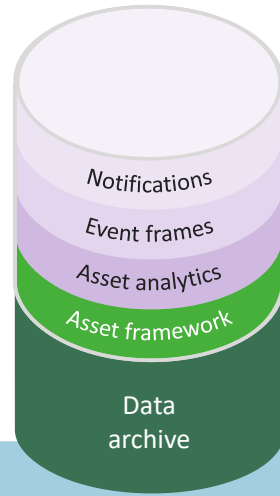 Notifications
Event frames
Asset analytics
Asset framework
Data
archive